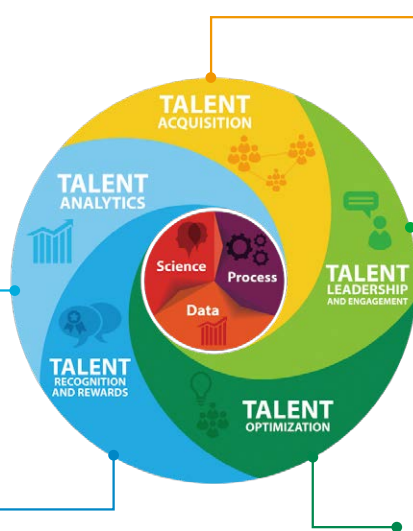 TALENT
ACQUISITION
TALENT
ANALYTICS
Science
Process
Data
TALENT
LEADERSHIP
AND ENGAGEMENT
TALENT
RECOGNITION
AND REWARDS
TALENT
OPTIMIZATION